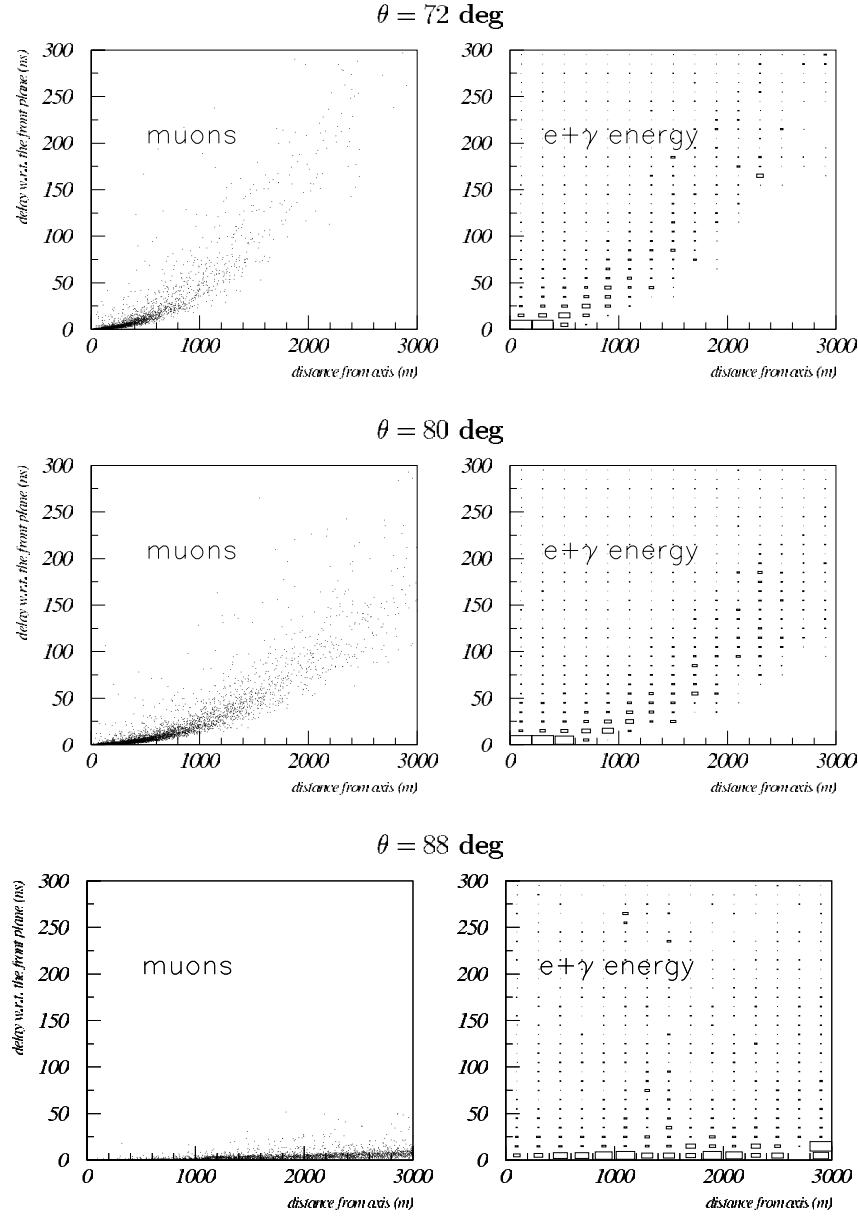 θ = 72 deg
delay w.r.t. the front plane (ns)
300
250
200
150
100
50
0
muons
0 1000 2000 3000
distance from axis (m)
300
250
200
150
100
50
0
e+γ energy
0 1000 2000 3000
distance from axis (m)
θ = 80 deg
delay w.r.t. the front plane (ns)
300
250
200
150
100
50
0
muons
0 1000 2000 3000
distance from axis (m)
300
250
200
150
100
50
0
e+γ energy
0 1000 2000 3000
distance from axis (m)
θ = 88 deg
delay w.r.t. the front plane (ns)
300
250
200
150
100
50
0
muons
0 1000 2000 3000
distance from axis (m)
300
250
200
150
100
50
0
e+γ energy
0 1000 2000 3000
distance from axis (m)